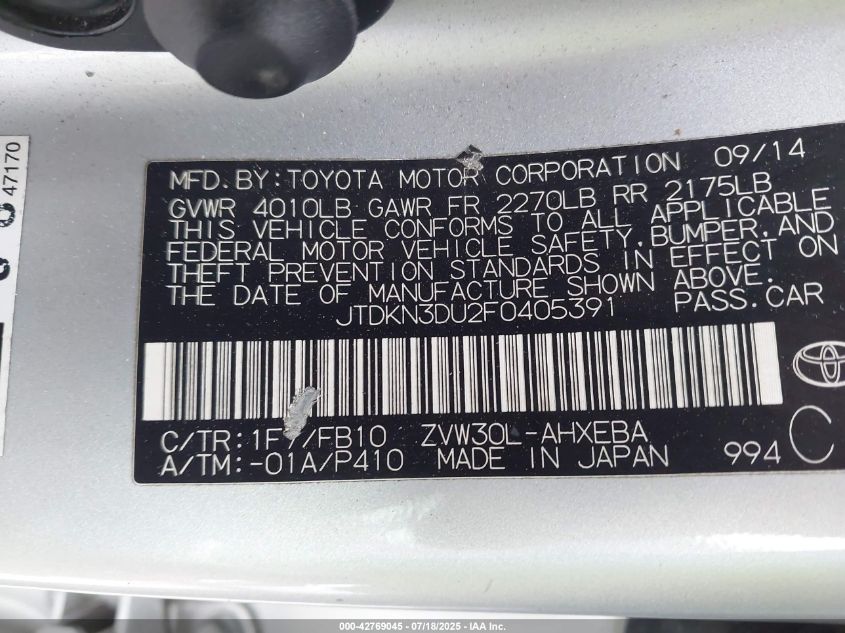 47170
MFD.BY:TOYOTA MOTOR CORPORATION 09/14
GVWR 4010LB GAWR FR 2270LB RR 2175LB
THIS VEHICLE CONFORMS TO ALL APPLICABLE
FEDERAL MOTOR VEHICLE SAFETY,BUMPER,AND
THEFT PREVENTION STANDARDS IN EFFECT ON
THE DATE OF MANUFACTURE SHOWN ABOVE.
JTDKN3DU2F0405391 PASS.CAR
C/TR: /FB10 ZVW30L-AHXEBA
A/TM:-01A/P410 MADE IN JAPAN 994 C
000-42769045 - 07/18/2025 - IAA Inc.